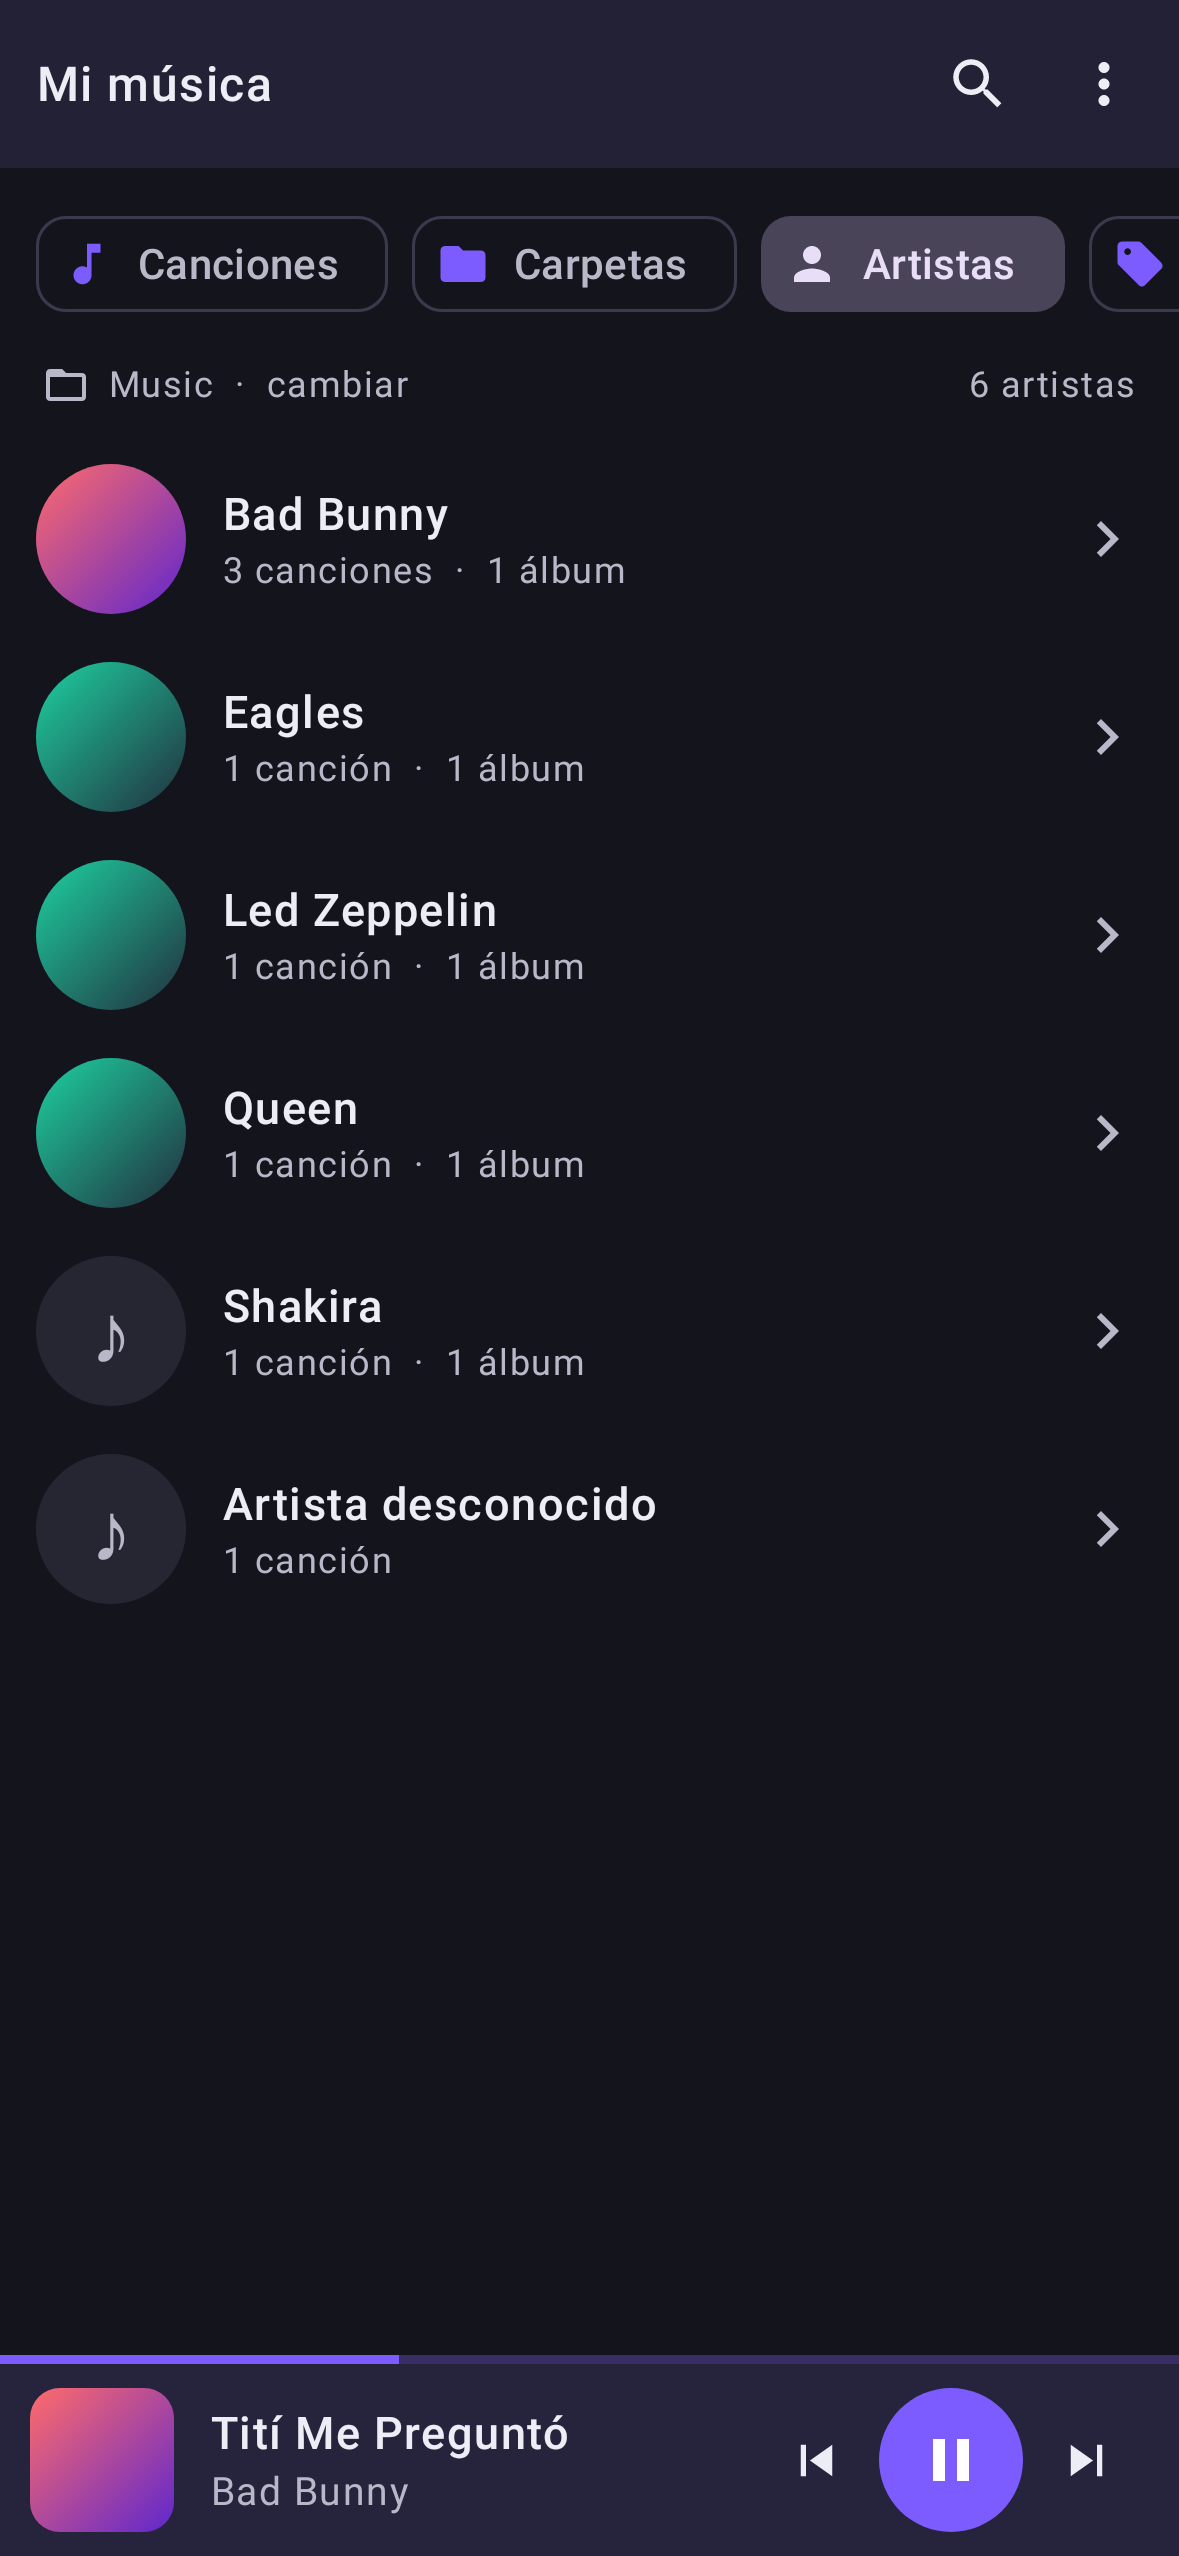 Mi música
Canciones
Carpetas
Artistas
Music · cambiar
6 artistas
Bad Bunny
3 canciones · 1 álbum
Eagles
1 canción · 1 álbum
Led Zeppelin
1 canción · 1 álbum
Queen
1 canción · 1 álbum
Shakira
1 canción · 1 álbum
Artista desconocido
1 canción
Tití Me Preguntó
Bad Bunny